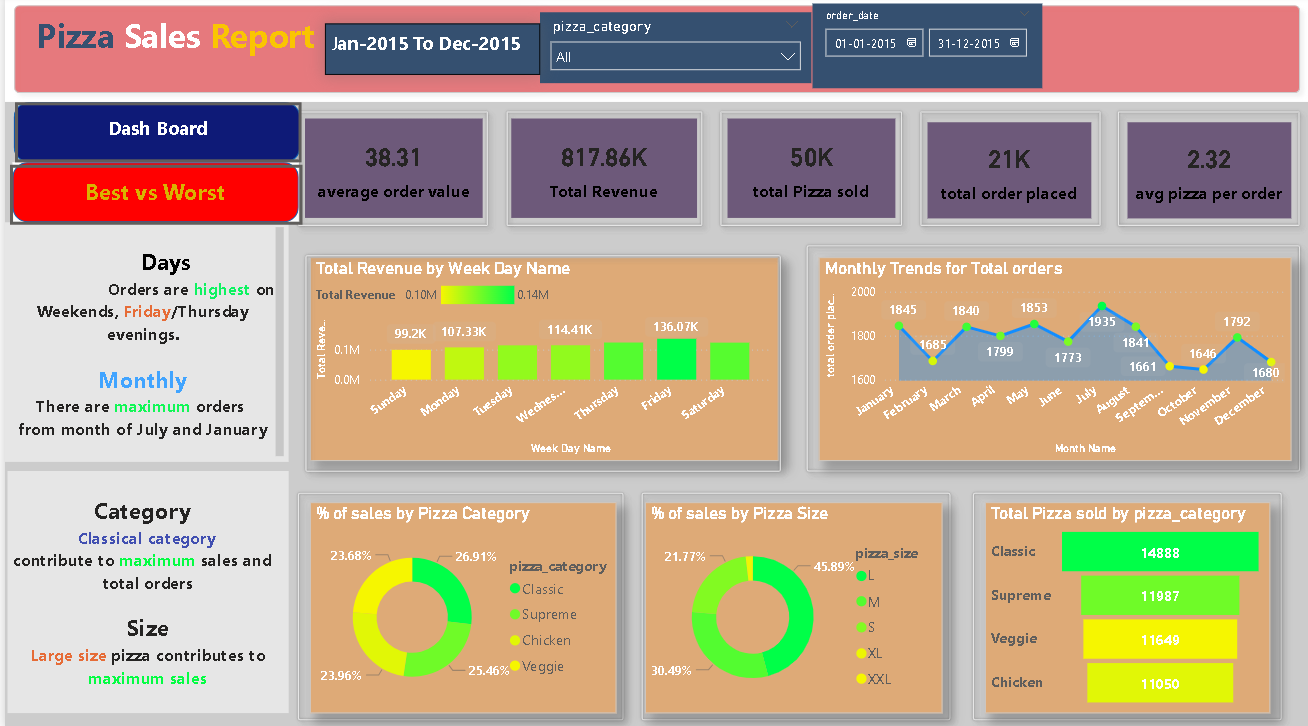 Pizza Sales Report
Jan-2015 To Dec-2015
pizza_category
All
order_date
01-01-2015
31-12-2015
Dash Board
Best vs Worst
38.31
average order value
817.86K
Total Revenue
50K
total Pizza sold
21K
total order placed
2.32
avg pizza per order
Days
Orders are highest on
Weekends, Friday/Thursday
evenings.
Monthly
There are maximum orders
from month of July and January
Category
Classical category
contribute to maximum sales and
total orders
Size
Large size pizza contributes to
maximum sales
Total Revenue by Week Day Name
Total Revenue 0.10M 0.14M
Total Reve...
0.1M
0.0M
99.2K
107.33K
114.41K
136.07K
Sunday
Monday
Tuesday
Wednes...
Thursday
Friday
Saturday
Week Day Name
Monthly Trends for Total orders
total order plac...
2000
1800
1600
1845
1685
1840
1799
1853
1773
1935
1841
1661
1646
1792
1680
January
February
March
April
May
June
July
August
Septem...
October
November
December
Month Name
% of sales by Pizza Category
23.68%
26.91%
23.96%
25.46%
pizza_category
Classic
Supreme
Chicken
Veggie
% of sales by Pizza Size
21.77%
45.89%
30.49%
pizza_size
L
M
S
XL
XXL
Total Pizza sold by pizza_category
Classic 14888
Supreme 11987
Veggie 11649
Chicken 11050